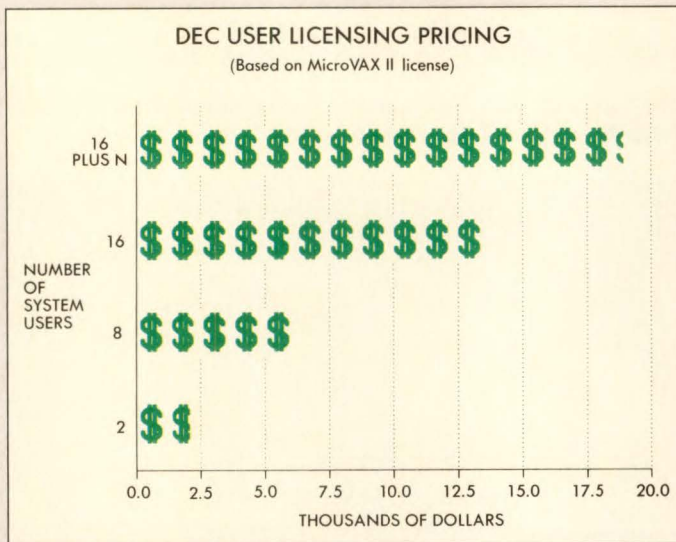 DEC USER LICENSING PRICING
(Based on MicroVAX II license)
16
PLUS N
16
NUMBER
OF
SYSTEM
USERS
8
2
0.0 2.5 5.0 7.5 10.0 12.5 15.0 17.5 20.0
THOUSANDS OF DOLLARS